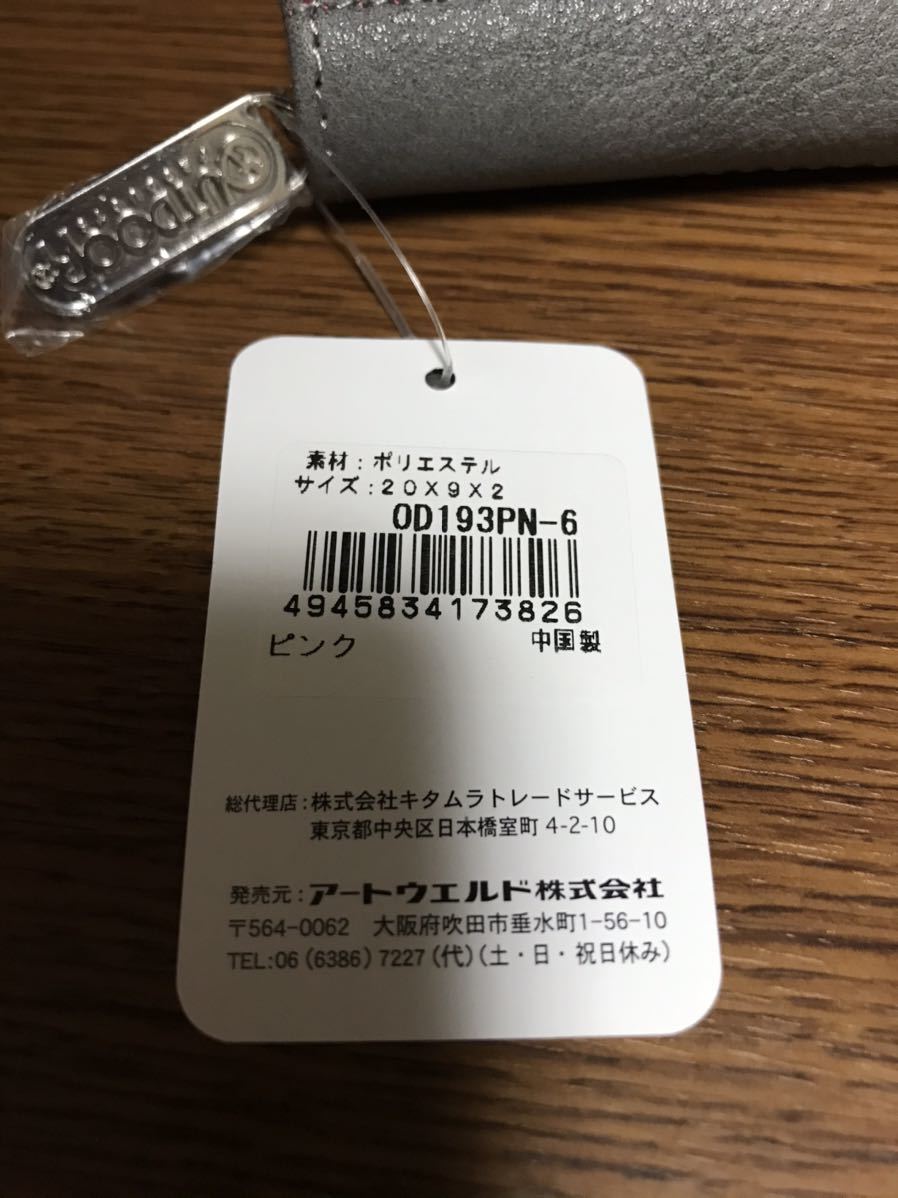 OUTDOOR
素材:ポリエステル
サイズ:20X9X2
OD193PN-6
4945834173826
ピンク 中国製
総代理店:株式会社キタムラトレードサービス
東京都中央区日本橋室町 4-2-10
発売元:アートウエルド株式会社
〒564-0062 大阪府吹田市垂水町1-56-10
TEL:06(6386)7227(代)(土・日・祝日休み)